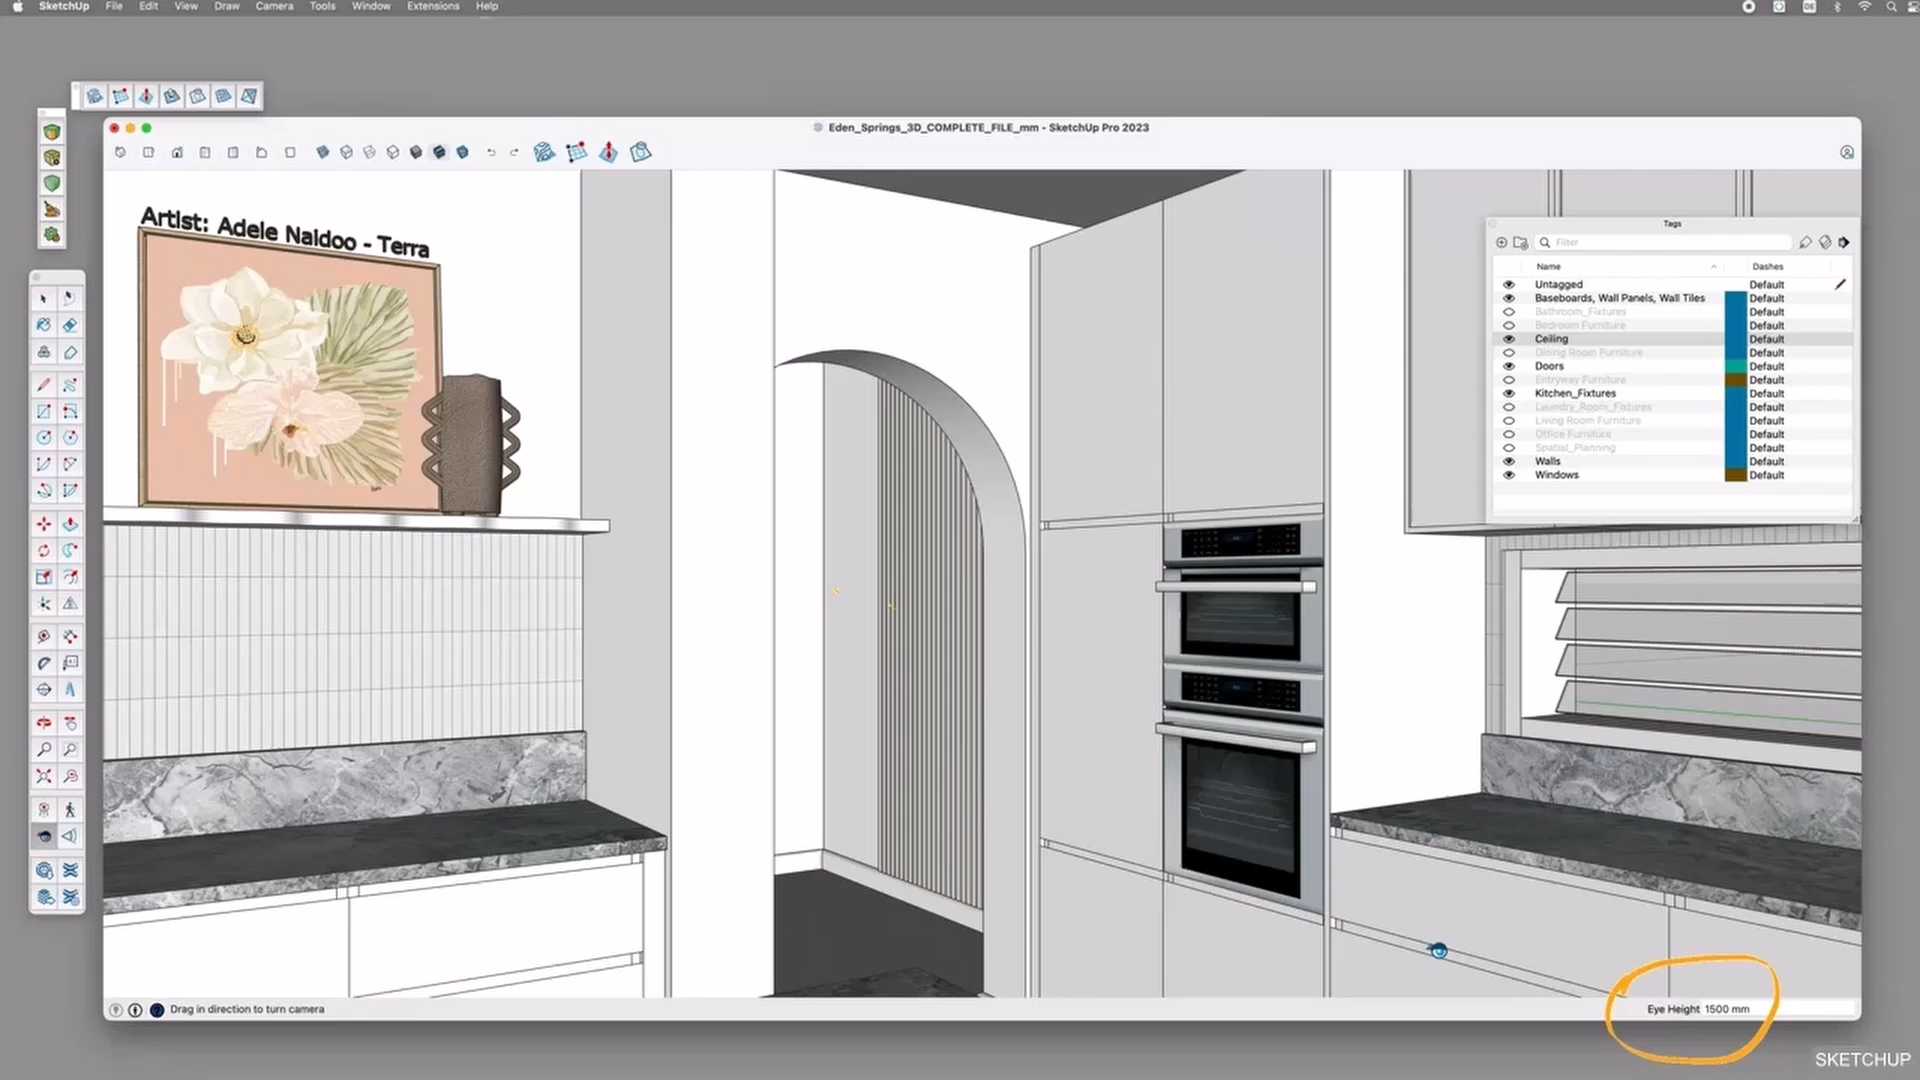 SketchUp File Edit View Draw Camera Tools Window Extensions Help
Eden_Springs_3D_COMPLETE_FILE_mm - SketchUp Pro 2023
Artist: Adele Naidoo - Terra
Tags
Filter
Name Dashes
Untagged Default
Baseboards, Wall Panels, Wall Tiles Default
Bathroom_Fixtures Default
Bedroom Furniture Default
Ceiling Default
Dining Room Furniture Default
Doors Default
Entryway Furniture Default
Kitchen_Fixtures Default
Laundry_Room_Fixtures Default
Living Room Furniture Default
Office Furniture Default
Spatial_Planning Default
Walls Default
Windows Default
Drag in direction to turn camera
Eye Height 1500 mm
SKETCHUP